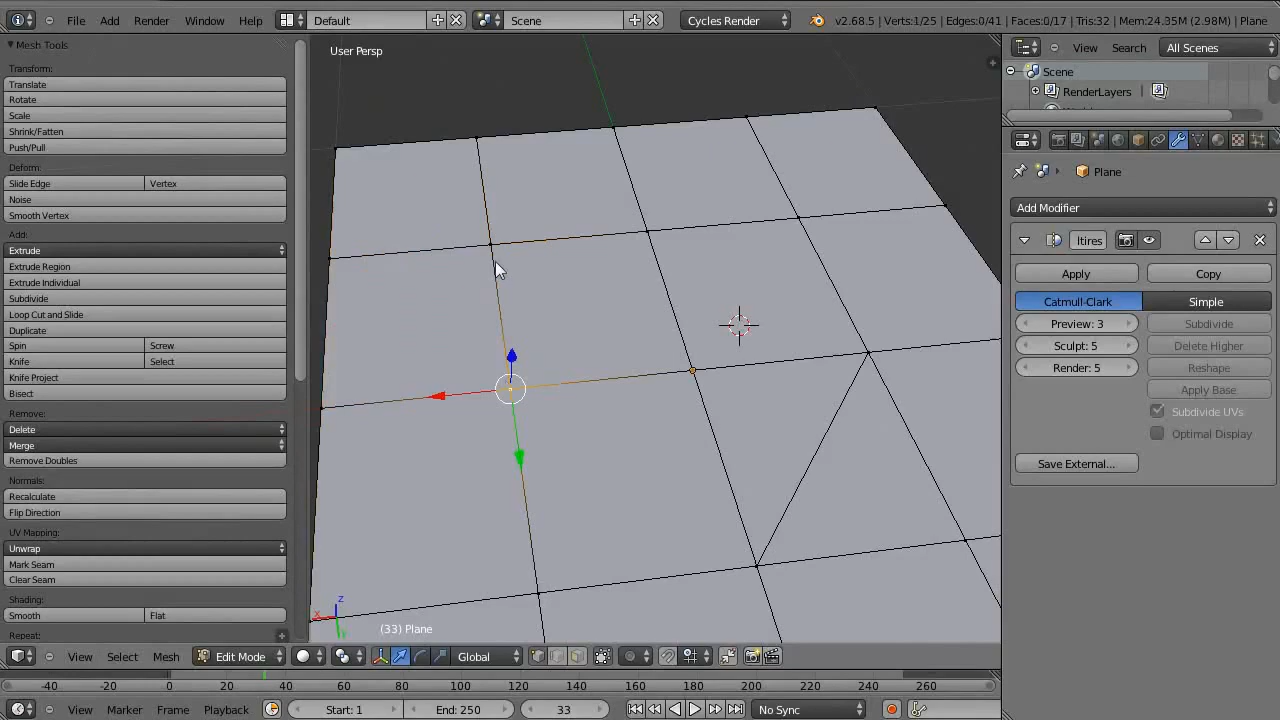 File Add Render Window Help Default Scene Cycles Render v2.68.5 | Verts:1/25 | Edges:0/41 | Faces:0/17 | Tris:32 | Mem:24.35M (2.98M) | Plane
Mesh Tools
Transform:
Translate
Rotate
Scale
Shrink/Fatten
Push/Pull
Deform:
Slide Edge Vertex
Noise
Smooth Vertex
Add:
Extrude
Extrude Region
Extrude Individual
Subdivide
Loop Cut and Slide
Duplicate
Spin Screw
Knife Select
Knife Project
Bisect
Remove:
Delete
Merge
Remove Doubles
Normals:
Recalculate
Flip Direction
UV Mapping:
Unwrap
Mark Seam
Clear Seam
Shading:
Smooth Flat
Repeat:
User Persp
z
x
y
(33) Plane
View Search All Scenes
Scene
RenderLayers
Plane
Add Modifier
ltires
Apply Copy
Catmull-Clark Simple
Preview: 3 Subdivide
Sculpt: 5 Delete Higher
Render: 5 Reshape
Apply Base
Subdivide UVs
Optimal Display
Save External...
View Select Mesh Edit Mode Global
-40 -20 0 20 40 60 80 100 120 140 160 180 200 220 240 260
View Marker Frame Playback Start: 1 End: 250 33 No Sync